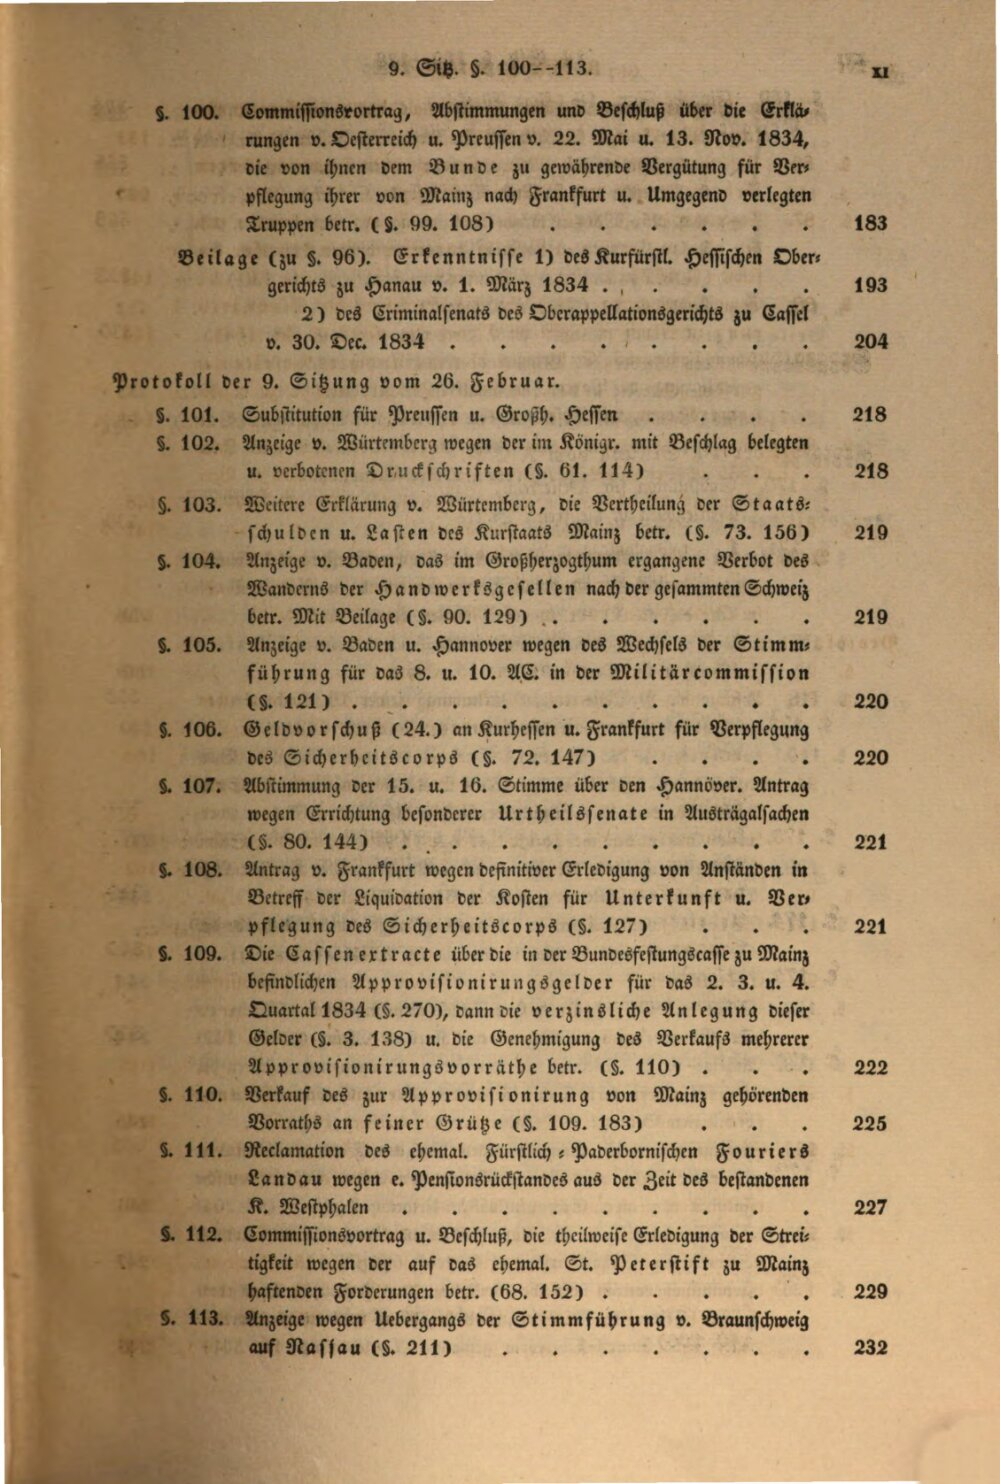 9. Sitz. §. 100--113. XI
§. 100. Commissionsvortrag, Abstimmungen und Beschluß über die Erklä-
rungen v. Oesterreich u. Preussen v. 22. Mai u. 13. Nov. 1834,
die von ihnen dem Bunde zu gewährende Vergütung für Ver-
pflegung ihrer von Mainz nach Frankfurt u. Umgegend verlegten
Truppen betr. (§. 99. 108) . . . . . 183
Beilage (zu §. 96). Erkenntnisse 1) des Kurfürstl. Hessischen Ober-
gerichts zu Hanau v. 1. März 1834 . . . . . 193
2) des Criminalsenats des Oberappellationsgerichts zu Cassel
v. 30. Dec. 1834 . . . . . . . 204
Protokoll der 9. Sitzung vom 26. Februar.
§. 101. Substitution für Preussen u. Großh. Hessen . . . . 218
§. 102. Anzeige v. Würtemberg wegen der im Königr. mit Beschlag belegten
u. verbotenen Druckschriften (§. 61. 114) . . . 218
§. 103. Weitere Erklärung v. Würtemberg, die Vertheilung der Staats-
schulden u. Lasten des Kurstaats Mainz betr. (§. 73. 156) 219
§. 104. Anzeige v. Baden, das im Großherzogthum ergangene Verbot des
Wanderns der Handwerksgesellen nach der gesammten Schweiz
betr. Mit Beilage (§. 90. 129) . . . . . . 219
§. 105. Anzeige v. Baden u. Hannover wegen des Wechsels der Stimm-
führung für das 8. u. 10. AC. in der Militärcommission
(§. 121) . . . . . . . . . 220
§. 106. Geldvorschuß (24.) an Kurhessen u. Frankfurt für Verpflegung
des Sicherheitscorps (§. 72. 147) . . . . 220
§. 107. Abstimmung der 15. u. 16. Stimme über den Hannöver. Antrag
wegen Errichtung besonderer Urtheilssenate in Austrägalsachen
(§. 80. 144) . . . . . . . . 221
§. 108. Antrag v. Frankfurt wegen definitiver Erledigung von Anständen in
Betreff der Liquidation der Kosten für Unterkunft u. Ver-
pflegung des Sicherheitscorps (§. 127) . . . 221
§. 109. Die Cassenextracte über die in der Bundesfestungscasse zu Mainz
befindlichen Approvisionirungsgelder für das 2. 3. u. 4.
Quartal 1834 (§. 270), dann die verzinsliche Anlegung dieser
Gelder (§. 3. 138) u. die Genehmigung des Verkaufs mehrerer
Approvisionirungsvorräthe betr. (§. 110) . . . 222
§. 110. Verkauf des zur Approvisionirung von Mainz gehörenden
Vorraths an feiner Grütze (§. 109. 183) . . . 225
§. 111. Reclamation des ehemal. Fürstlich-Paderbornischen Fouriers
Landau wegen e. Pensionsrückstandes aus der Zeit des bestandenen
K. Westphalen . . . . . . . . 227
§. 112. Commissionsvortrag u. Beschluß, die theilweise Erledigung der Strei-
tigkeit wegen der auf das ehemal. St. Peterstift zu Mainz
haftenden Forderungen betr. (68. 152) . . . . . 229
§. 113. Anzeige wegen Uebergangs der Stimmführung v. Braunschweig
auf Nassau (§. 211) . . . . . . 232